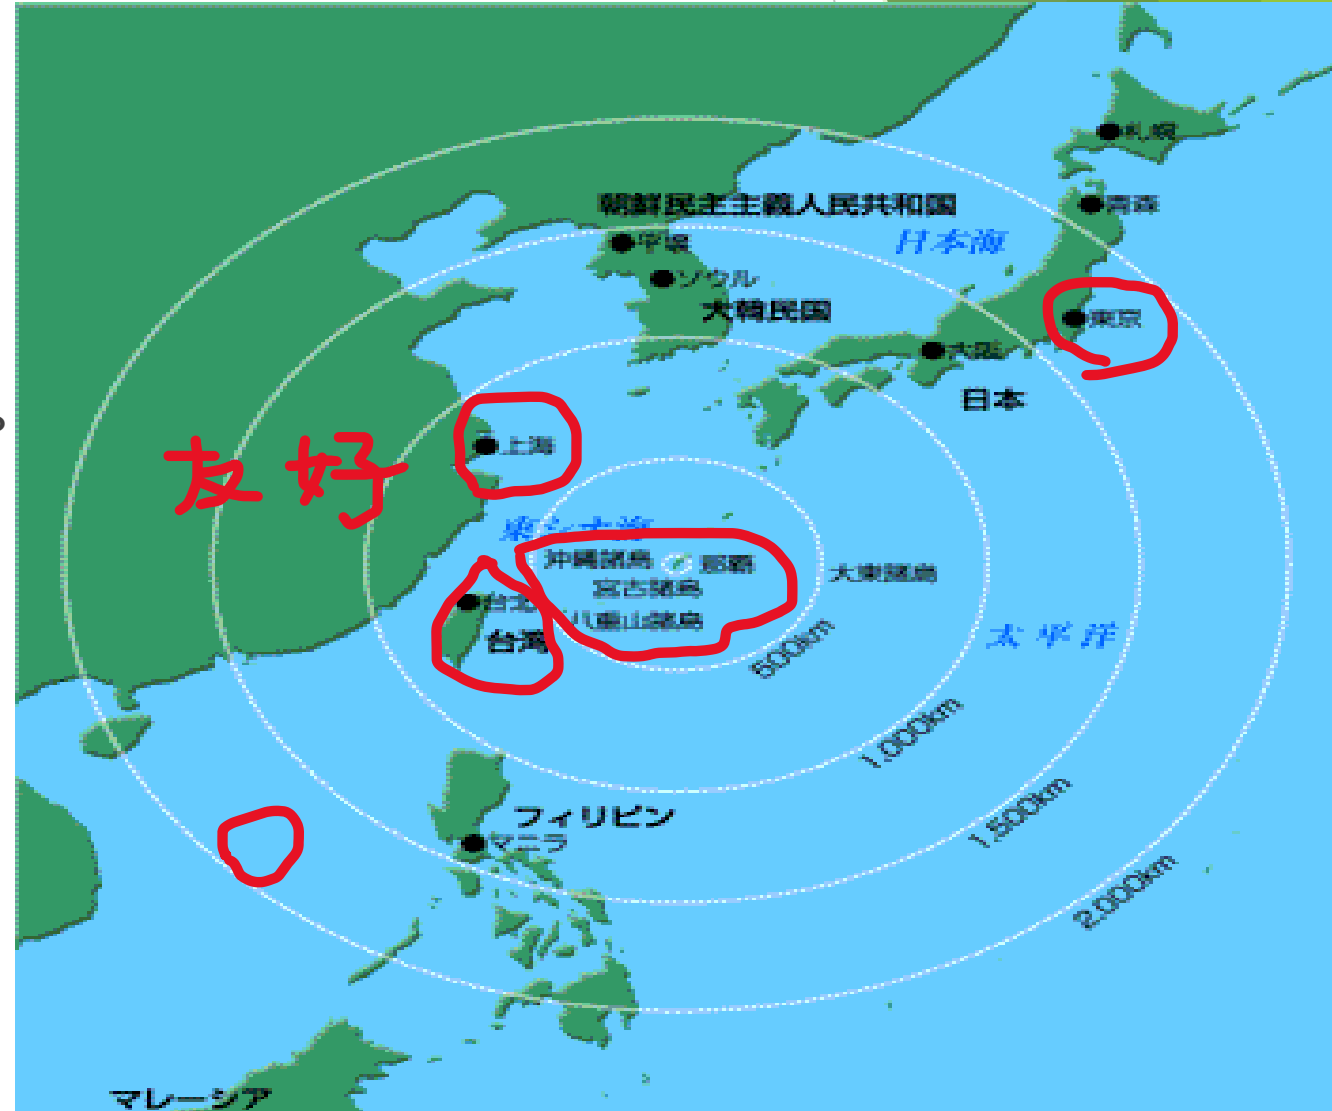 札幌
青森
朝鮮民主主義人民共和国
日本海
平壌
ソウル
大韓民国
東京
大阪
日本
上海
友好
東シナ海
沖縄諸島
那覇
大東諸島
宮古諸島
台北
八重山諸島
台湾
太平洋
500km
1,000km
1,500km
2,000km
フィリピン
マニラ
マレーシア